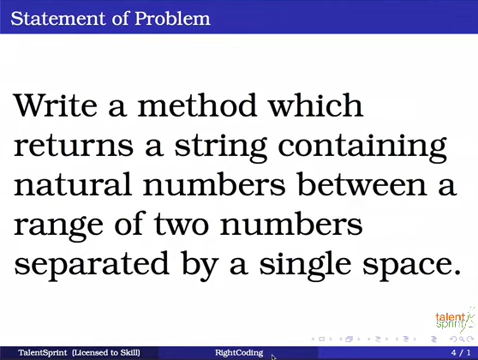 Statement of Problem
Write a method which
returns a string containing
natural numbers between a
range of two numbers
separated by a single space.
talent
sprint
TalentSprint (Licensed to Skill)
RightCoding
4 / 1